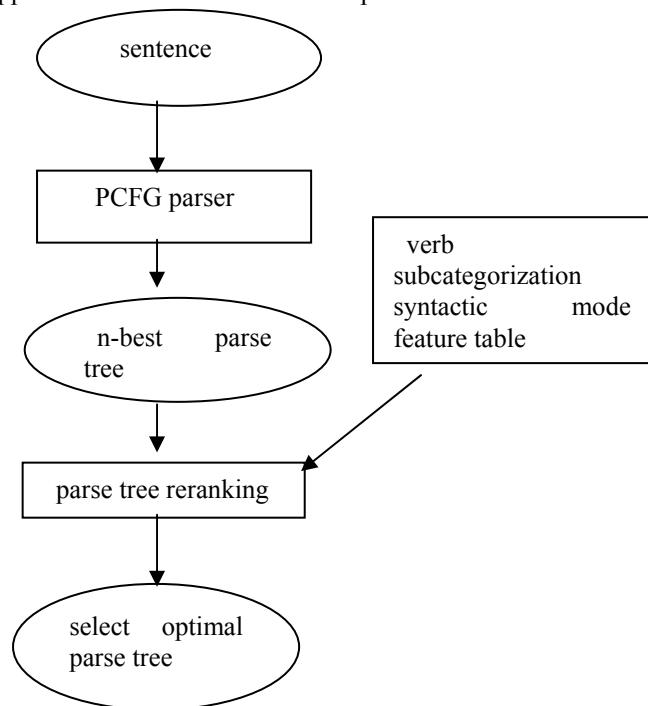 sentence
PCFG parser
verb
subcategorization
syntactic mode
feature table
n-best parse
tree
parse tree reranking
select optimal
parse tree